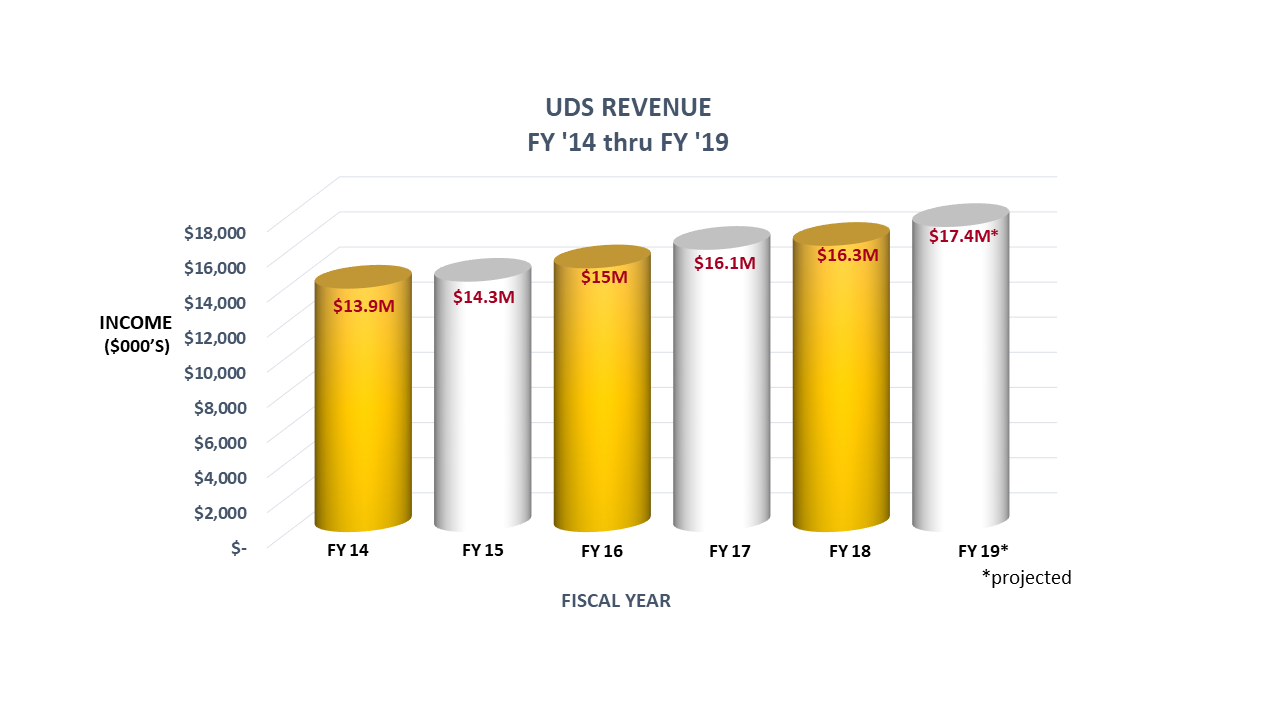 UDS REVENUE
FY '14 thru FY '19
$18,000
$16,000
$14,000
$12,000
$10,000
$8,000
$6,000
$4,000
$2,000
$-
INCOME
($000’S)
$13.9M
$14.3M
$15M
$16.1M
$16.3M
$17.4M*
FY 14
FY 15
FY 16
FY 17
FY 18
FY 19*
*projected
FISCAL YEAR